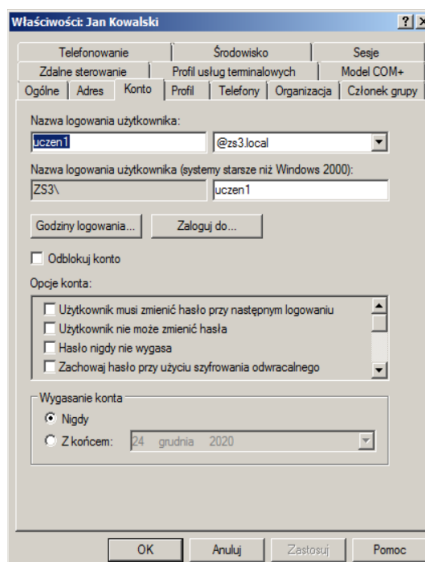 Właściwości: Jan Kowalski
Telefonowanie Środowisko Sesje
Zdalne sterowanie Profil usług terminalowych Model COM+
Ogólne Adres Konto Profil Telefony Organizacja Członek grupy
Nazwa logowania użytkownika:
uczen1 @zs3.local
Nazwa logowania użytkownika (systemy starsze niż Windows 2000):
ZS3\ uczen1
Godziny logowania... Zaloguj do...
Odblokuj konto
Opcje konta:
Użytkownik musi zmienić hasło przy następnym logowaniu
Użytkownik nie może zmienić hasła
Hasło nigdy nie wygasa
Zachowaj hasło przy użyciu szyfrowania odwracalnego
Wygasanie konta
Nigdy
Z końcem: 24 grudnia 2020
OK Anuluj Zastosuj Pomoc